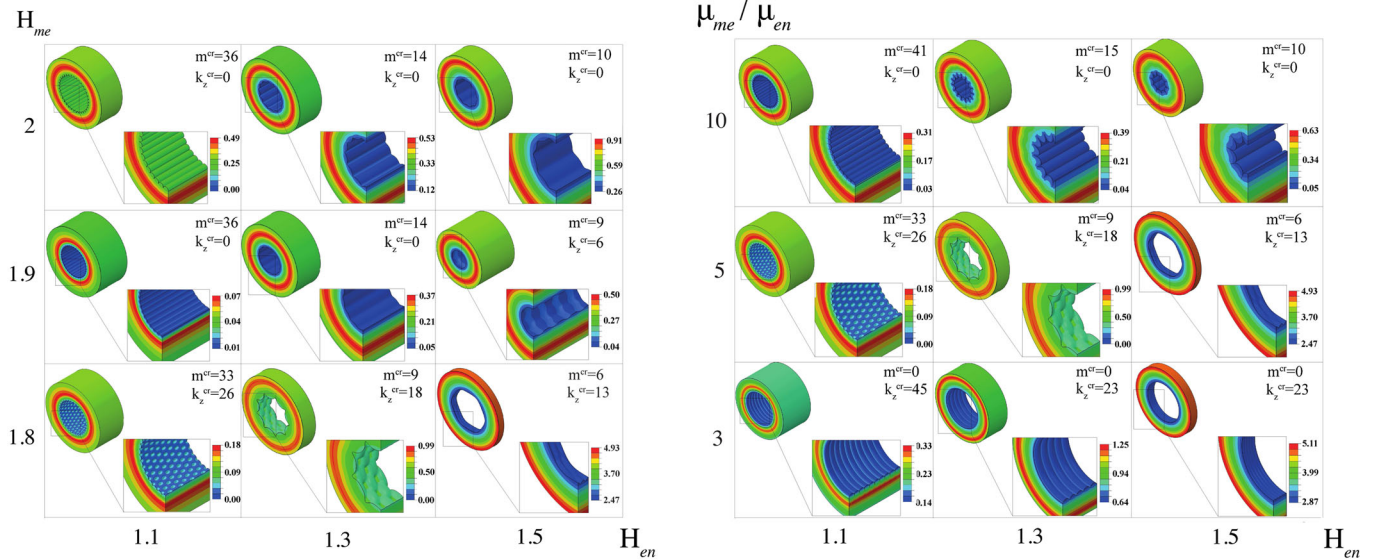 H_me
2
m^cr=36
k_z^cr=0
0.49
0.25
0.00
m^cr=14
k_z^cr=0
0.53
0.33
0.12
m^cr=10
k_z^cr=0
0.91
0.59
0.26
1.9
m^cr=36
k_z^cr=0
0.07
0.04
0.01
m^cr=14
k_z^cr=0
0.37
0.21
0.05
m^cr=9
k_z^cr=6
0.50
0.27
0.04
1.8
m^cr=33
k_z^cr=26
0.18
0.09
0.00
m^cr=9
k_z^cr=18
0.99
0.50
0.00
m^cr=6
k_z^cr=13
4.93
3.70
2.47
1.1
1.3
1.5
H_en
μ_me / μ_en
10
m^cr=41
k_z^cr=0
0.31
0.17
0.03
m^cr=15
k_z^cr=0
0.39
0.22
0.04
m^cr=10
k_z^cr=0
0.63
0.34
0.05
5
m^cr=33
k_z^cr=26
0.18
0.09
0.00
m^cr=9
k_z^cr=18
0.99
0.50
0.00
m^cr=6
k_z^cr=13
4.93
3.70
2.47
3
m^cr=0
k_z^cr=45
0.33
0.23
0.14
m^cr=0
k_z^cr=23
1.25
0.94
0.64
m^cr=0
k_z^cr=23
5.11
3.99
2.87
1.1
1.3
1.5
H_en